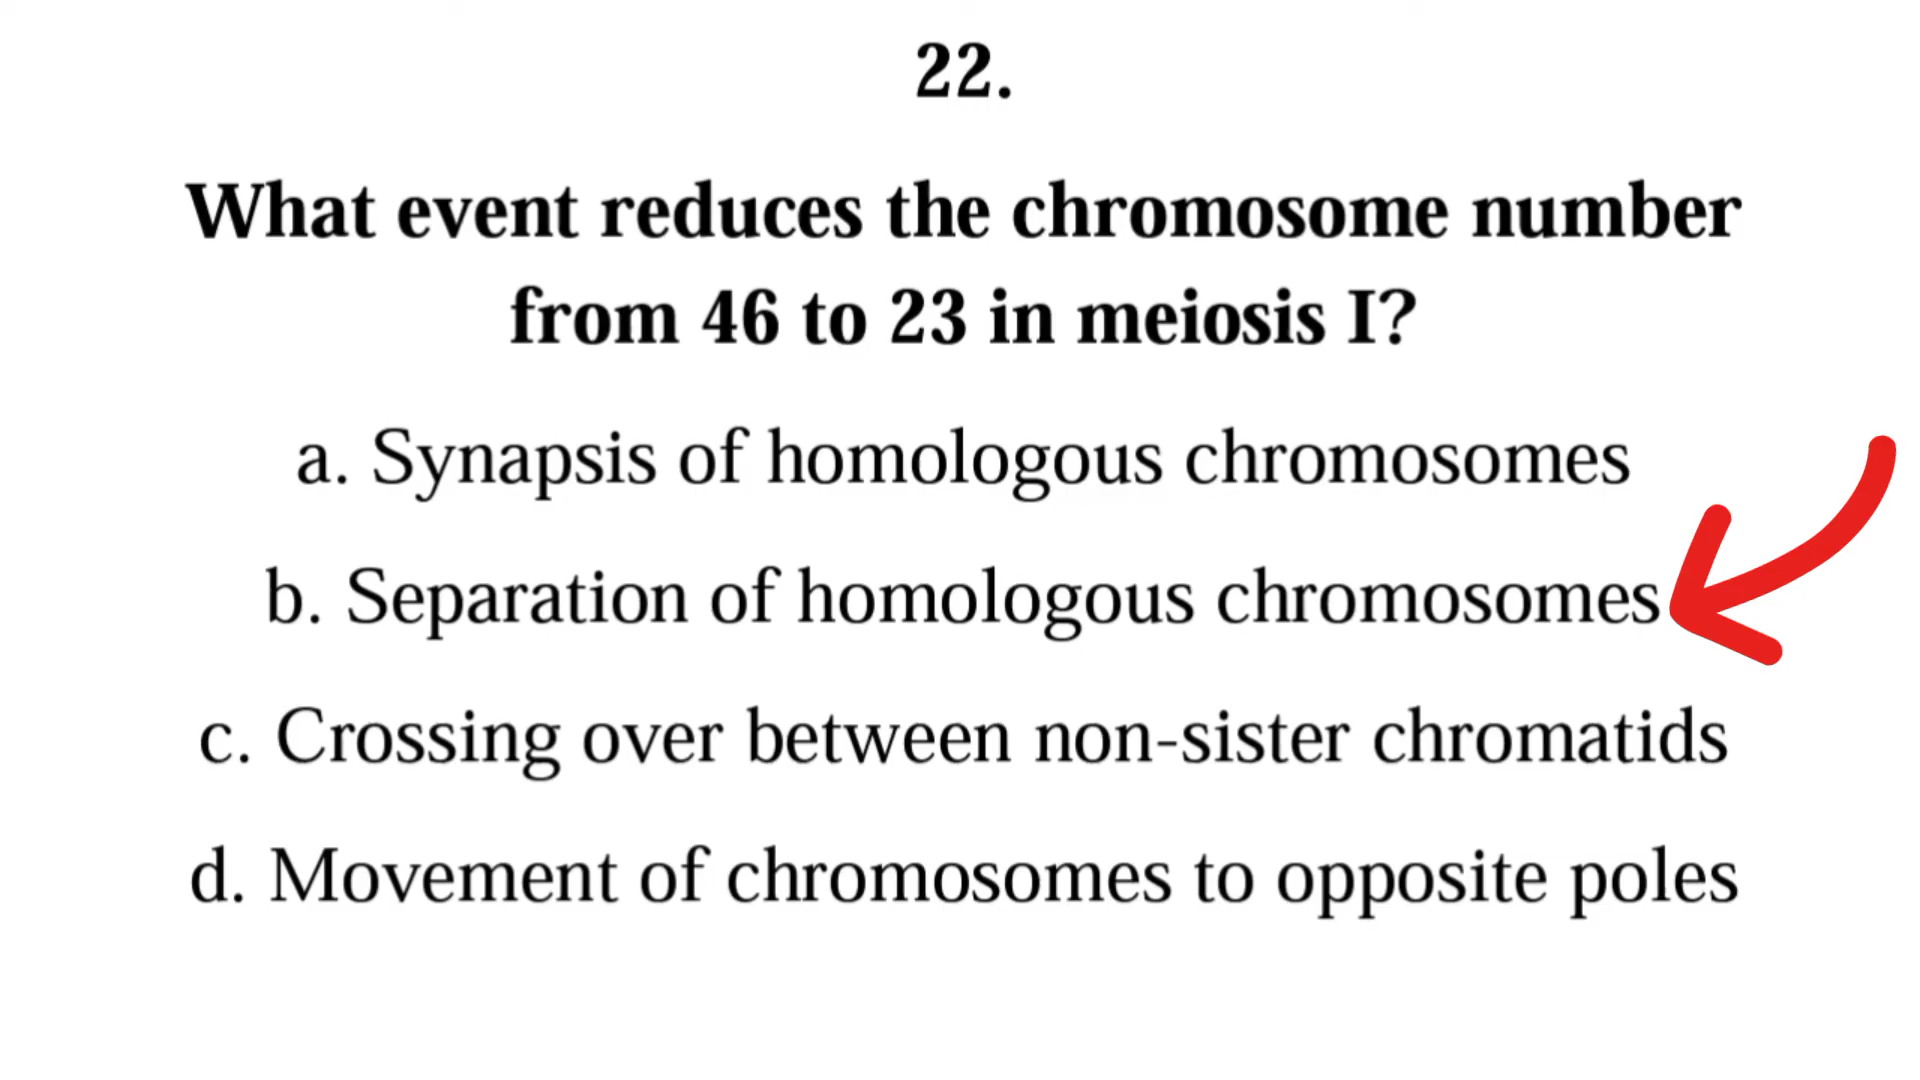 22.
What event reduces the chromosome number
from 46 to 23 in meiosis I?
a. Synapsis of homologous chromosomes
b. Separation of homologous chromosomes
c. Crossing over between non-sister chromatids
d. Movement of chromosomes to opposite poles